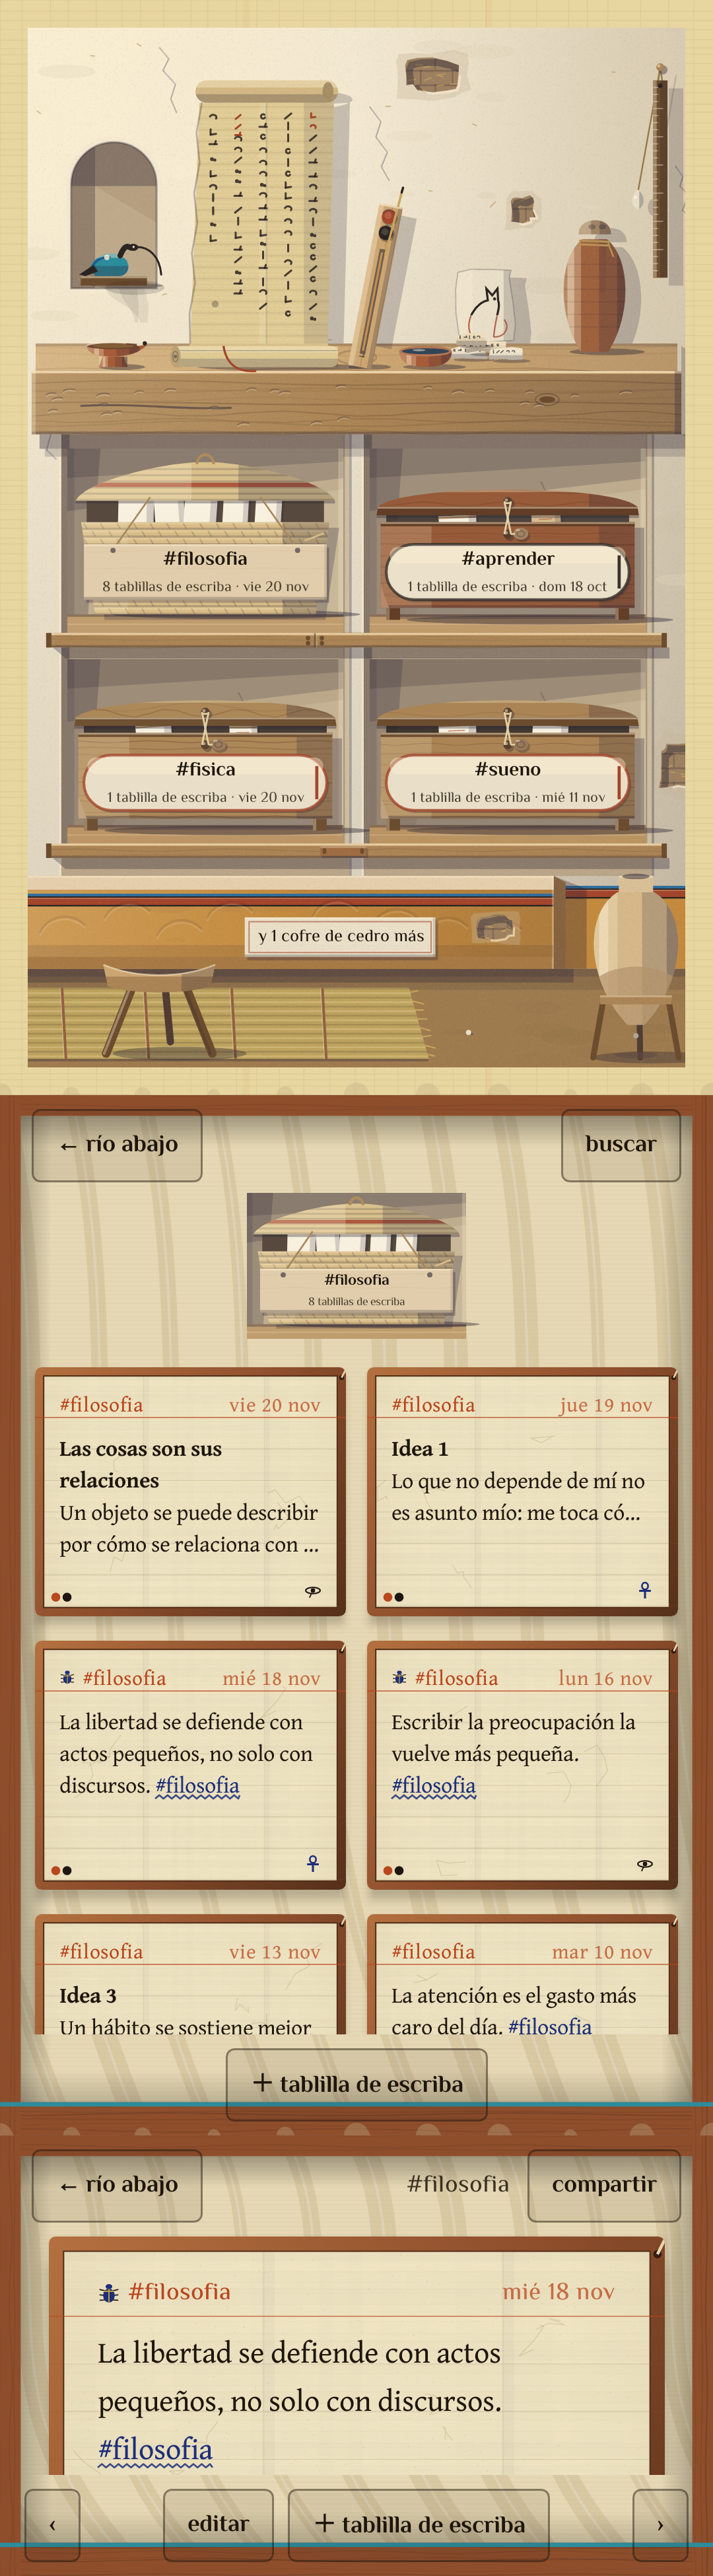 #filosofia
8 tablillas de escriba · vie 20 nov
#aprender
1 tablilla de escriba · dom 18 oct
#fisica
1 tablilla de escriba · vie 20 nov
#sueno
1 tablilla de escriba · mié 11 nov
y 1 cofre de cedro más
← río abajo
buscar
#filosofia
8 tablillas de escriba
#filosofia vie 20 nov
Las cosas son sus
relaciones
Un objeto se puede describir
por cómo se relaciona con ...
#filosofia jue 19 nov
Idea 1
Lo que no depende de mí no
es asunto mío: me toca có...
#filosofia mié 18 nov
La libertad se defiende con
actos pequeños, no solo con
discursos. #filosofia
#filosofia lun 16 nov
Escribir la preocupación la
vuelve más pequeña.
#filosofia
#filosofia vie 13 nov
Idea 3
Un hábito se sostiene mejor
#filosofia mar 10 nov
La atención es el gasto más
caro del día. #filosofia
+ tablilla de escriba
← río abajo
#filosofia
compartir
#filosofia mié 18 nov
La libertad se defiende con actos
pequeños, no solo con discursos.
#filosofia
‹
editar
+ tablilla de escriba
›